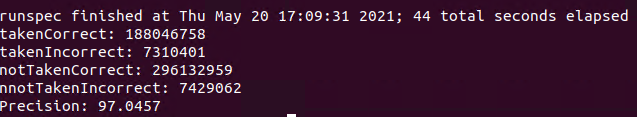 runspec finished at Thu May 20 17:09:31 2021; 44 total seconds elapsed
takenCorrect: 188046758
takenIncorrect: 7310401
notTakenCorrect: 296132959
nnotTakenIncorrect: 7429062
Precision: 97.0457